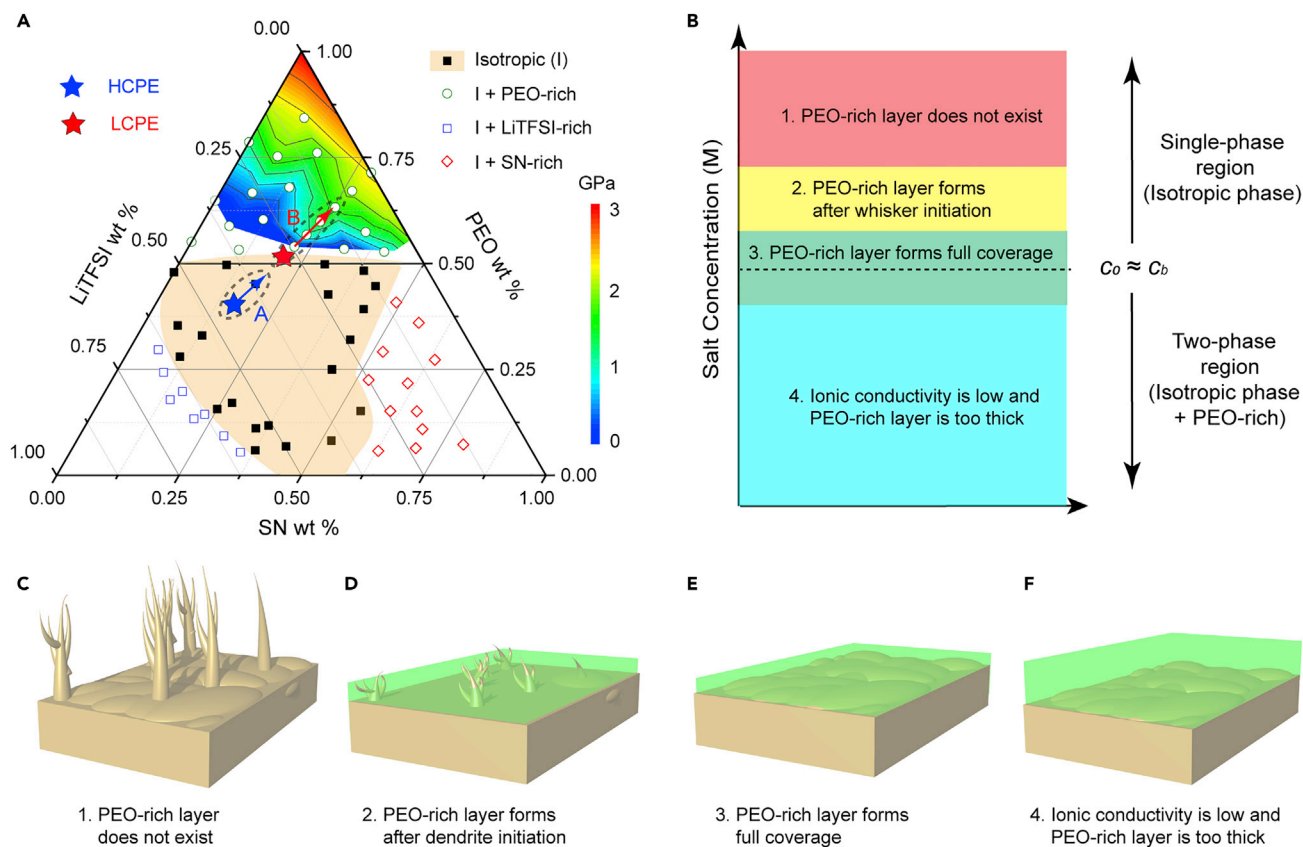 A
HCPE
LCPE
Isotropic (I)
I + PEO-rich
I + LiTFSI-rich
I + SN-rich
GPa
3
2
1
0
0.00
1.00
0.25
0.75
0.50
0.50
0.75
0.25
1.00
0.00
0.00
0.25
0.50
0.75
1.00
LiTFSI wt %
PEO wt %
SN wt %
B
A
B
Salt Concentration (M)
1. PEO-rich layer does not exist
2. PEO-rich layer forms
after whisker initiation
3. PEO-rich layer forms full coverage
4. Ionic conductivity is low and
PEO-rich layer is too thick
Single-phase
region
(Isotropic phase)
co ≈ cb
Two-phase
region
(Isotropic phase
+ PEO-rich)
C
1. PEO-rich layer
does not exist
D
2. PEO-rich layer forms
after dendrite initiation
E
3. PEO-rich layer forms
full coverage
F
4. Ionic conductivity is low and
PEO-rich layer is too thick